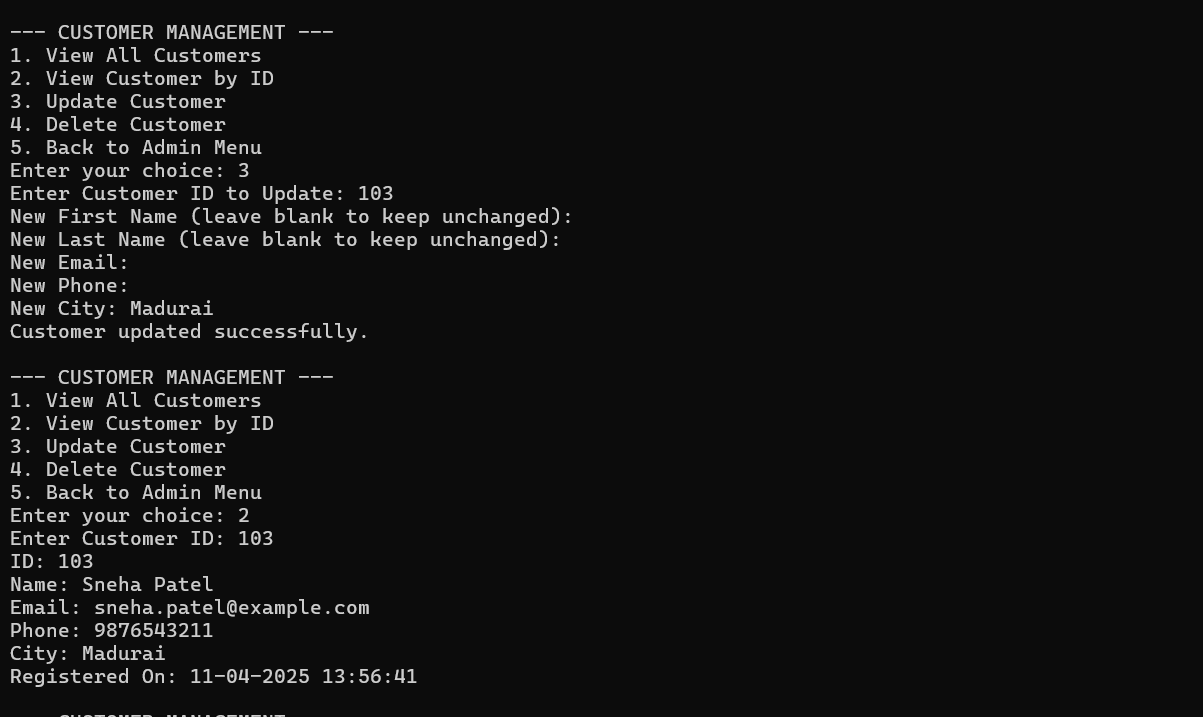 --- CUSTOMER MANAGEMENT ---
1. View All Customers
2. View Customer by ID
3. Update Customer
4. Delete Customer
5. Back to Admin Menu
Enter your choice: 3
Enter Customer ID to Update: 103
New First Name (leave blank to keep unchanged):
New Last Name (leave blank to keep unchanged):
New Email:
New Phone:
New City: Madurai
Customer updated successfully.

--- CUSTOMER MANAGEMENT ---
1. View All Customers
2. View Customer by ID
3. Update Customer
4. Delete Customer
5. Back to Admin Menu
Enter your choice: 2
Enter Customer ID: 103
ID: 103
Name: Sneha Patel
Email: sneha.patel@example.com
Phone: 9876543211
City: Madurai
Registered On: 11-04-2025 13:56:41

CUSTOMER MANAGEMENT